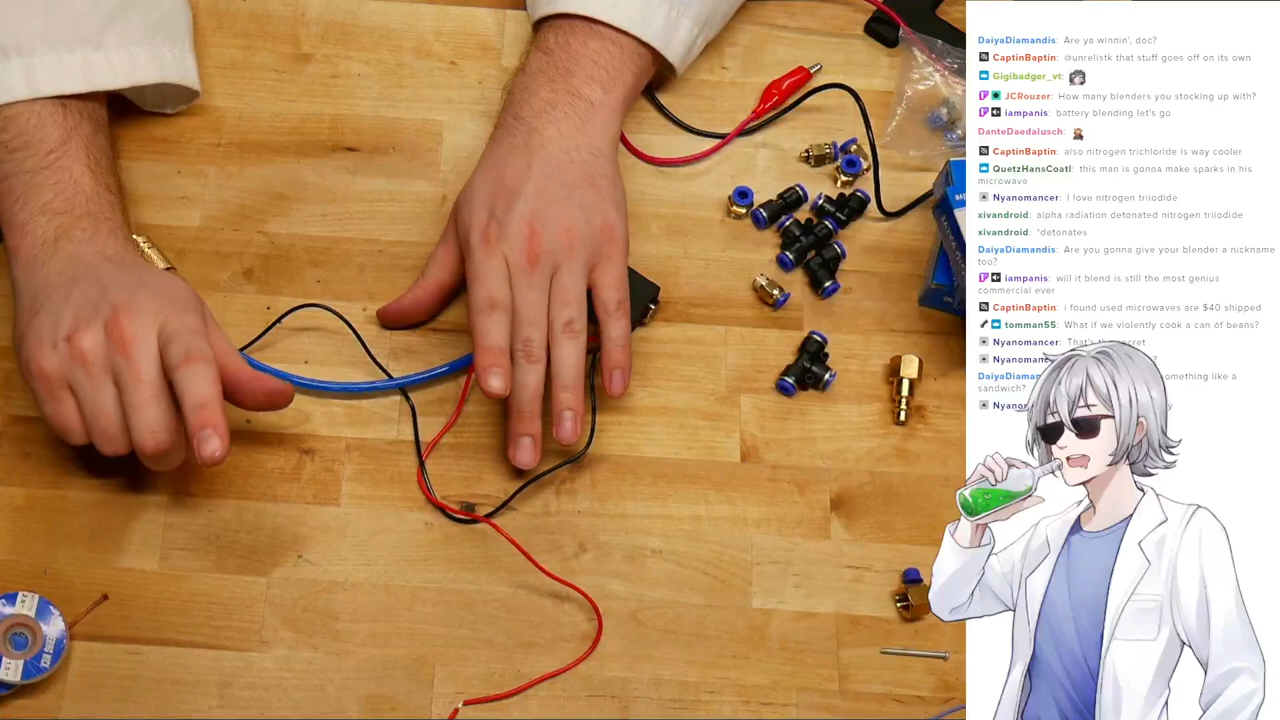 DaiyaDiamandis: Are ya winnin', doc?
CaptinBaptin: @unrelistk that stuff goes off on its own
Gigibadger_vt:
JCRouzer: How many blenders you stocking up with?
iampanis: battery blending let's go
DanteDaedalusch:
CaptinBaptin: also nitrogen trichloride is way cooler
QuetzHansCoatl: this man is gonna make sparks in his
microwave
Nyanomancer: I love nitrogen triiodide
xivandroid: alpha radiation detonated nitrogen triiodide
xivandroid: *detonates
DaiyaDiamandis: Are you gonna give your blender a nickname
too?
iampanis: will it blend is still the most genius
commercial ever
CaptinBaptin: i found used microwaves are $40 shipped
tomman55: What if we violently cook a can of beans?
Nyanomancer: That's
Nyanomanc
DaiyaDiam omething like a
sandwich?
Nyano